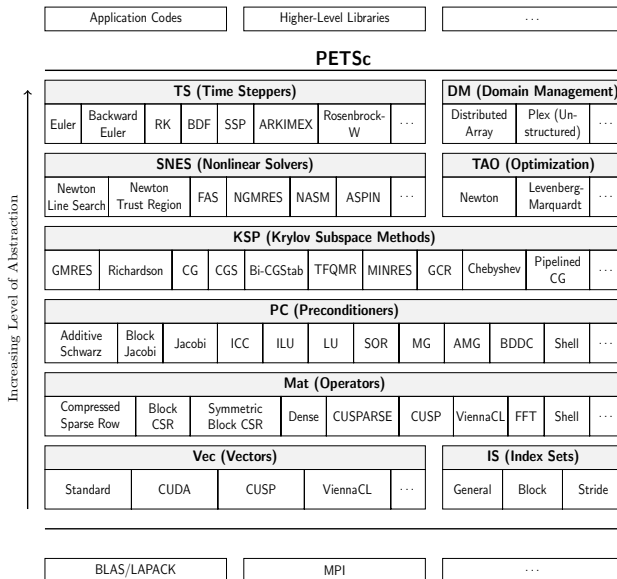 Application Codes
Higher-Level Libraries
...
PETSc
Increasing Level of Abstraction
TS (Time Steppers)
Euler
Backward
Euler
RK
BDF
SSP
ARKIMEX
Rosenbrock-
W
...
DM (Domain Management)
Distributed
Array
Plex (Un-
structured)
...
SNES (Nonlinear Solvers)
Newton
Line Search
Newton
Trust Region
FAS
NGMRES
NASM
ASPIN
...
TAO (Optimization)
Newton
Levenberg-
Marquardt
...
KSP (Krylov Subspace Methods)
GMRES
Richardson
CG
CGS
Bi-CGStab
TFQMR
MINRES
GCR
Chebyshev
Pipelined
CG
...
PC (Preconditioners)
Additive
Schwarz
Block
Jacobi
Jacobi
ICC
ILU
LU
SOR
MG
AMG
BDDC
Shell
...
Mat (Operators)
Compressed
Sparse Row
Block
CSR
Symmetric
Block CSR
Dense
CUSPARSE
CUSP
ViennaCL
FFT
Shell
...
Vec (Vectors)
Standard
CUDA
CUSP
ViennaCL
...
IS (Index Sets)
General
Block
Stride
BLAS/LAPACK
MPI
...